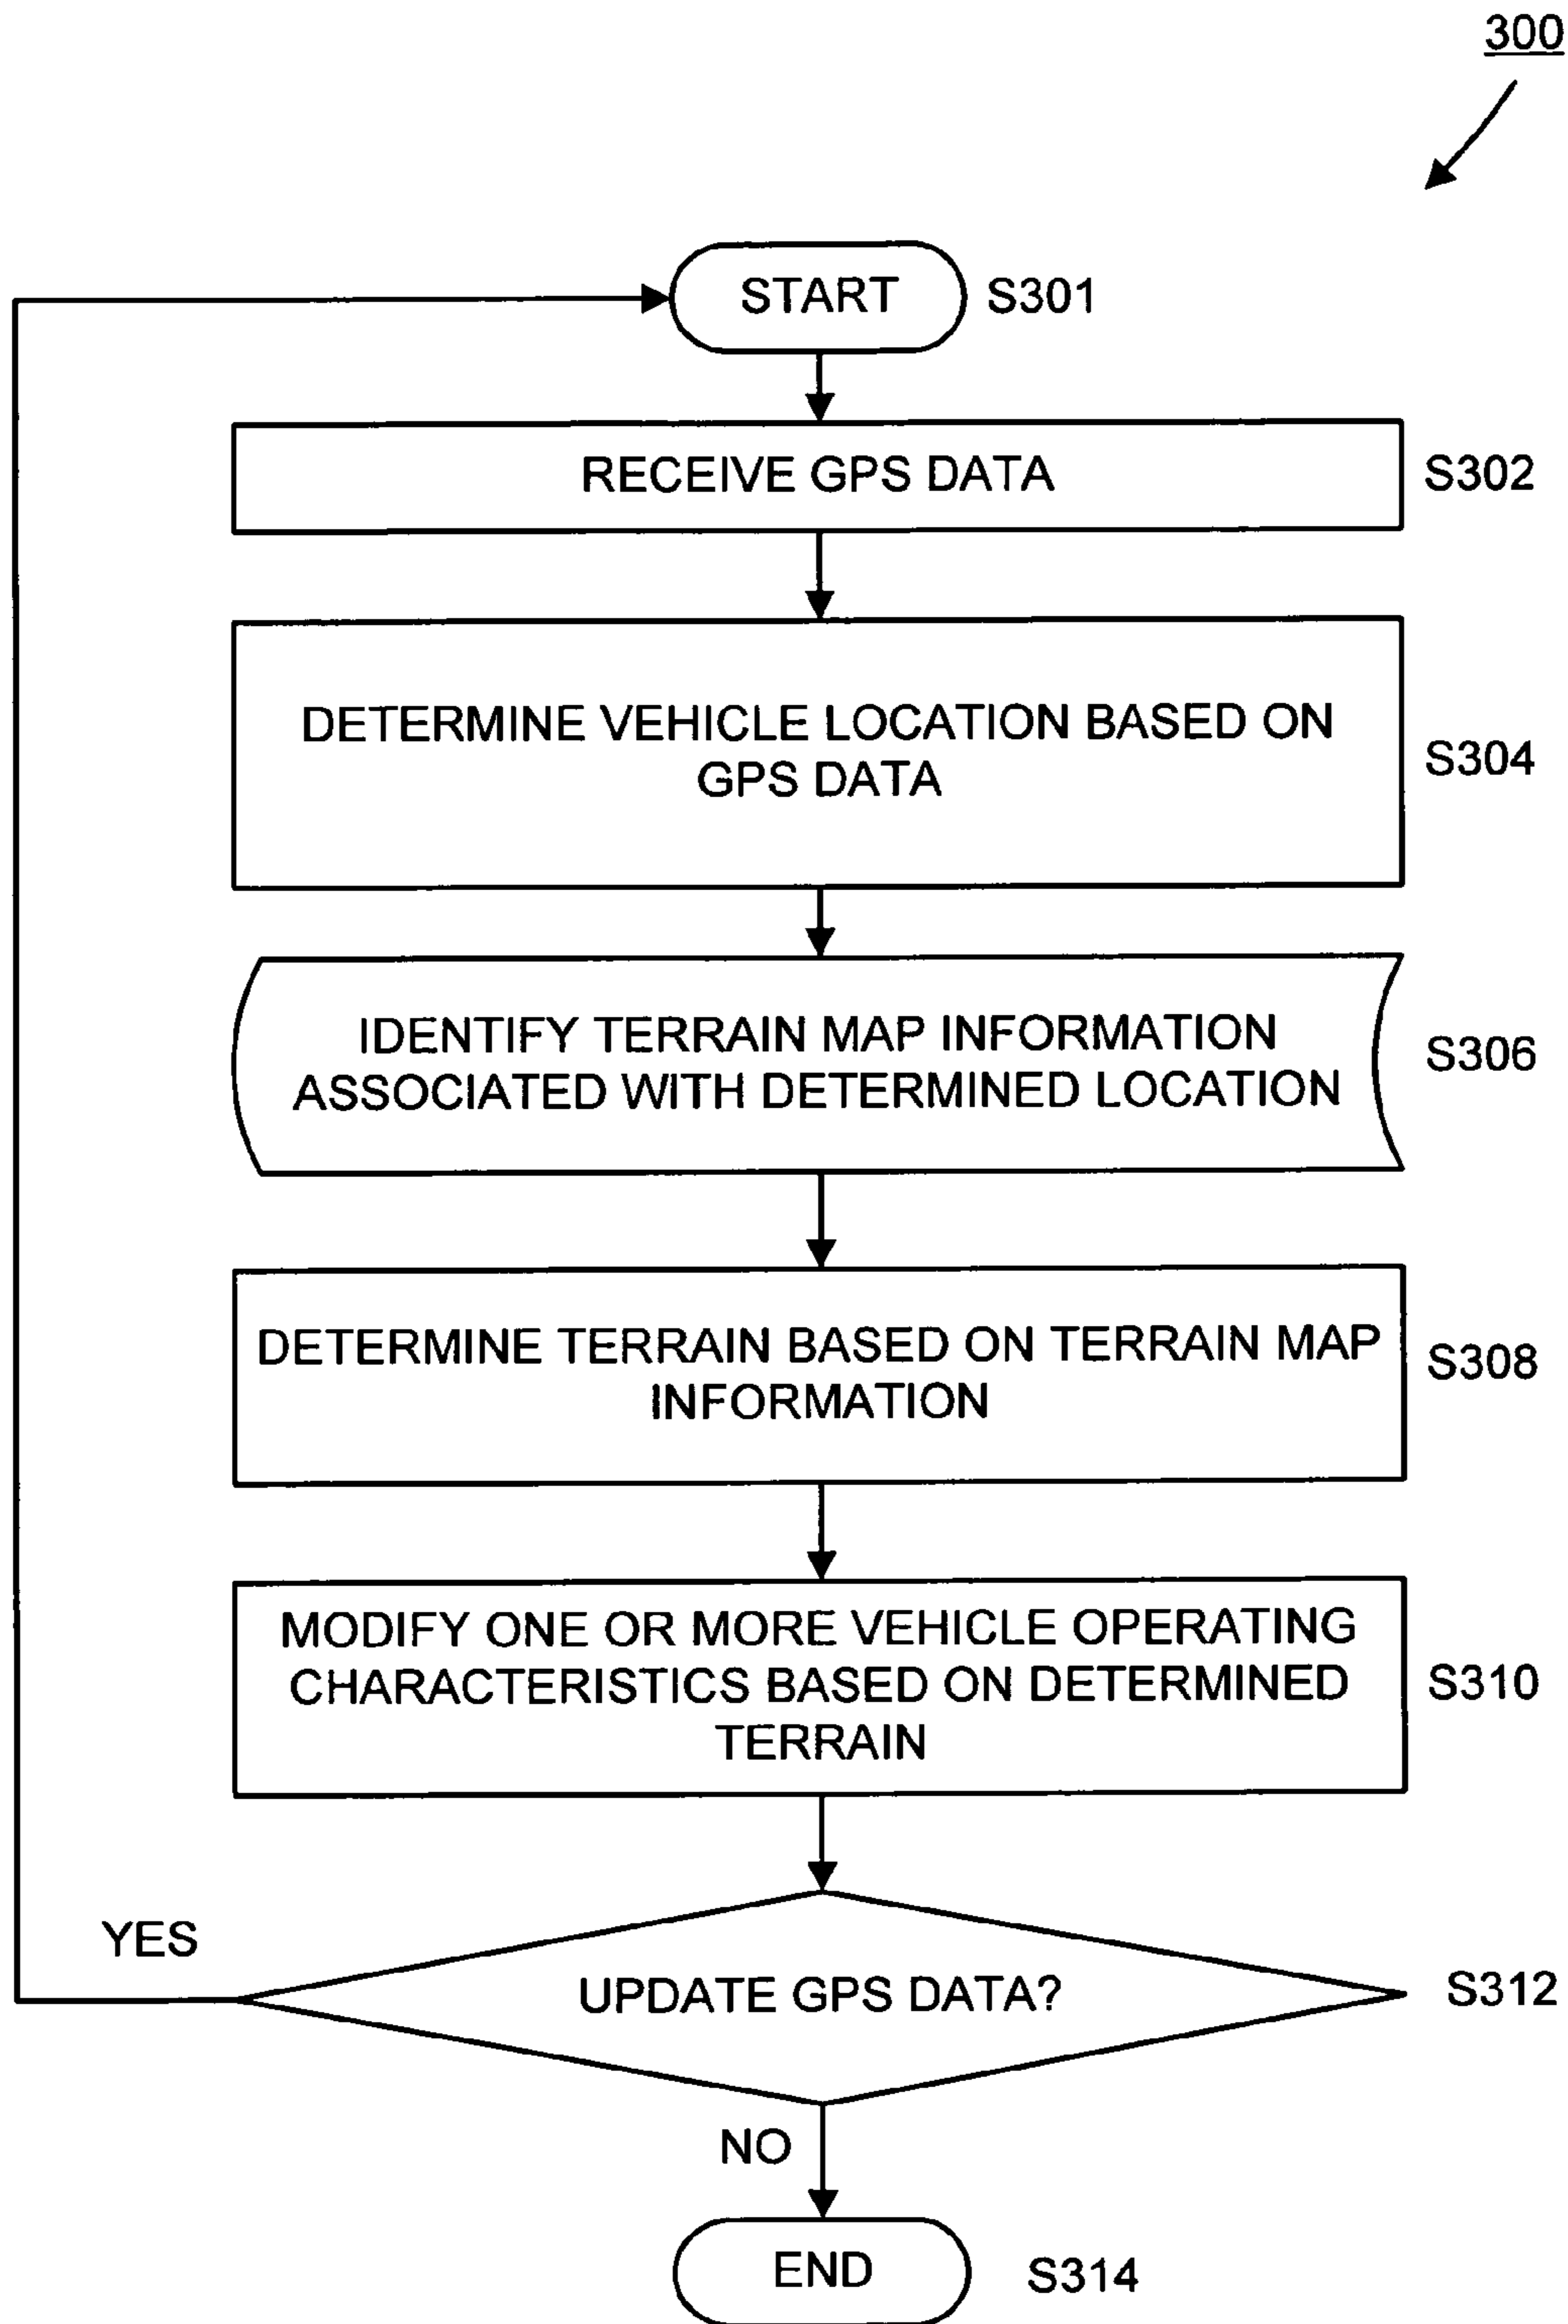 300
START
S301
RECEIVE GPS DATA
S302
DETERMINE VEHICLE LOCATION BASED ON
GPS DATA
S304
IDENTIFY TERRAIN MAP INFORMATION
ASSOCIATED WITH DETERMINED LOCATION
S306
DETERMINE TERRAIN BASED ON TERRAIN MAP
INFORMATION
S308
MODIFY ONE OR MORE VEHICLE OPERATING
CHARACTERISTICS BASED ON DETERMINED
TERRAIN
S310
YES
UPDATE GPS DATA?
S312
NO
END
S314